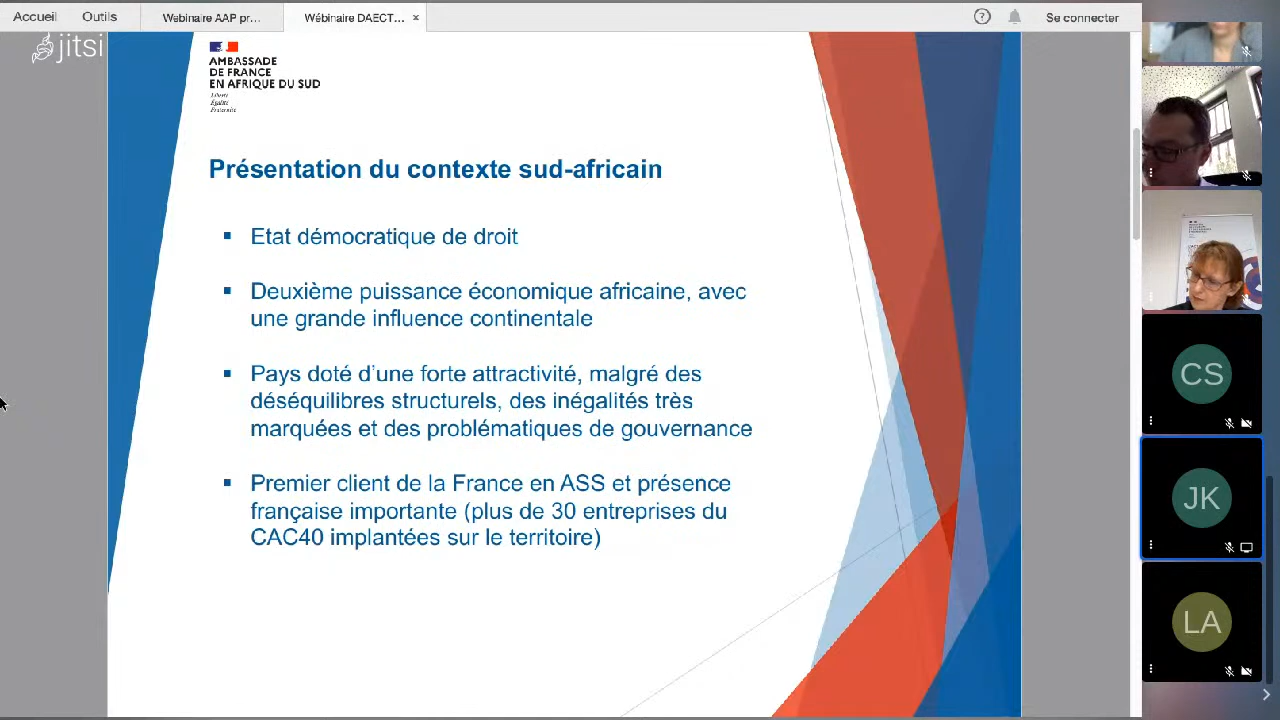 Accueil Outils Webinaire AAP pr... Wébinaire DAECT... × ? Se connecter
jitsi
AMBASSADE
DE FRANCE
EN AFRIQUE DU SUD
Liberté
Égalité
Fraternité
Présentation du contexte sud-africain
▪ Etat démocratique de droit
▪ Deuxième puissance économique africaine, avec
une grande influence continentale
▪ Pays doté d’une forte attractivité, malgré des
déséquilibres structurels, des inégalités très
marquées et des problématiques de gouvernance
▪ Premier client de la France en ASS et présence
française importante (plus de 30 entreprises du
CAC40 implantées sur le territoire)
CS
JK
LA